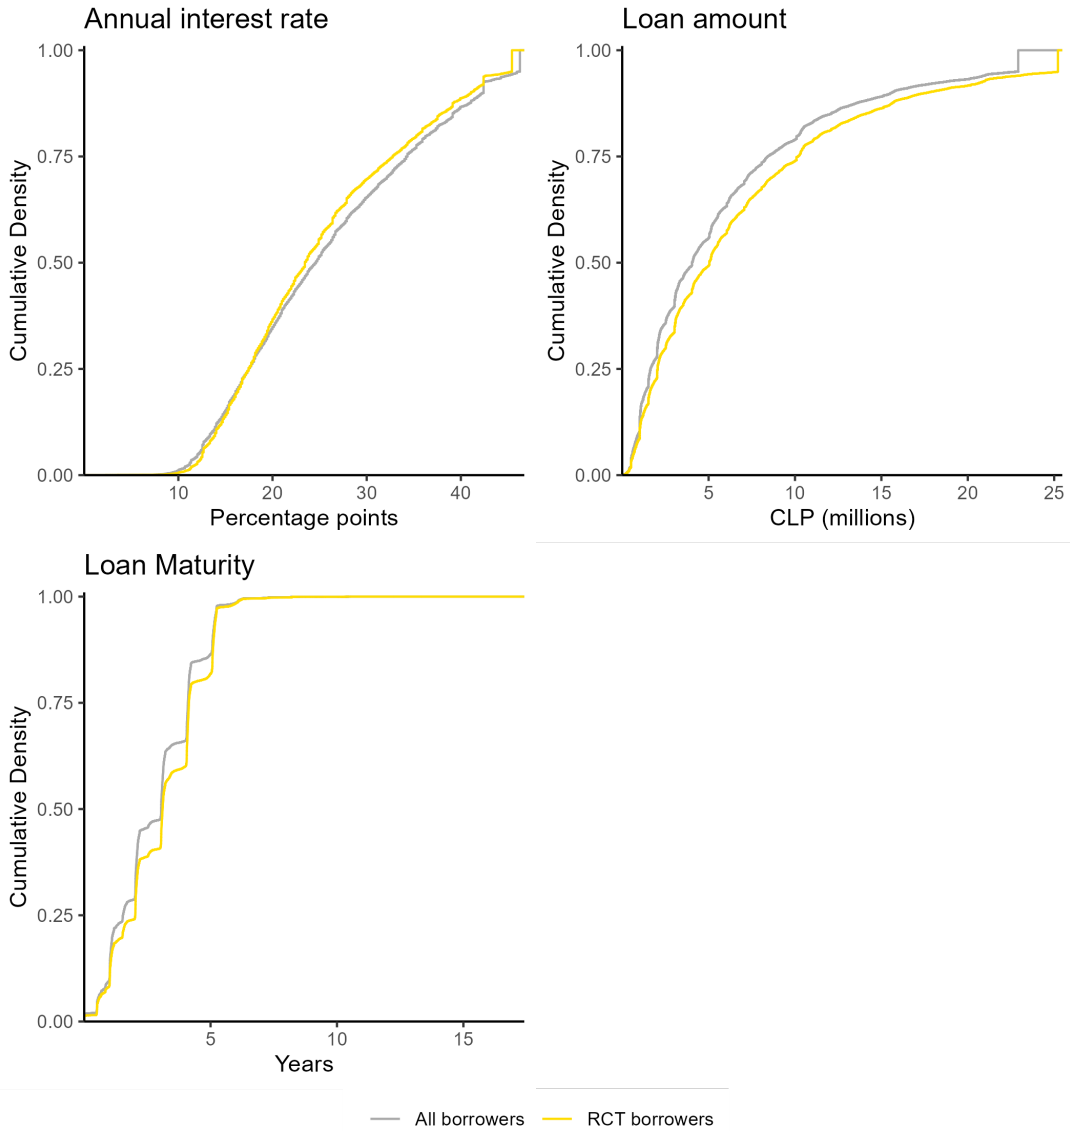 Annual interest rate
1.00
0.75
0.50
0.25
0.00
Cumulative Density
10 20 30 40
Percentage points
Loan amount
1.00
0.75
0.50
0.25
0.00
Cumulative Density
5 10 15 20 25
CLP (millions)
Loan Maturity
1.00
0.75
0.50
0.25
0.00
Cumulative Density
5 10 15
Years
All borrowers RCT borrowers